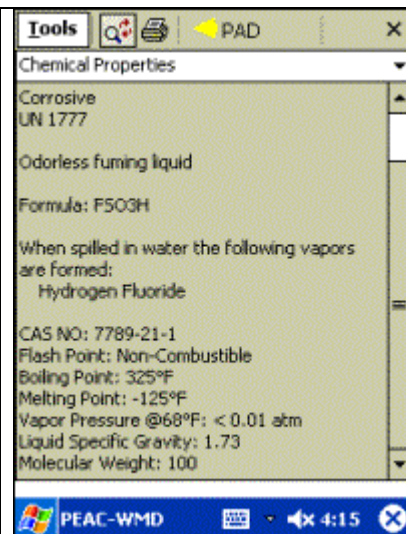 Tools PAD
Chemical Properties
Corrosive
UN 1777
Odorless fuming liquid
Formula: FSO3H
When spilled in water the following vapors
are formed:
Hydrogen Fluoride
CAS NO: 7789-21-1
Flash Point: Non-Combustible
Boiling Point: 325°F
Melting Point: -125°F
Vapor Pressure @68°F: < 0.01 atm
Liquid Specific Gravity: 1.73
Molecular Weight: 100
PEAC-WMD 4:15